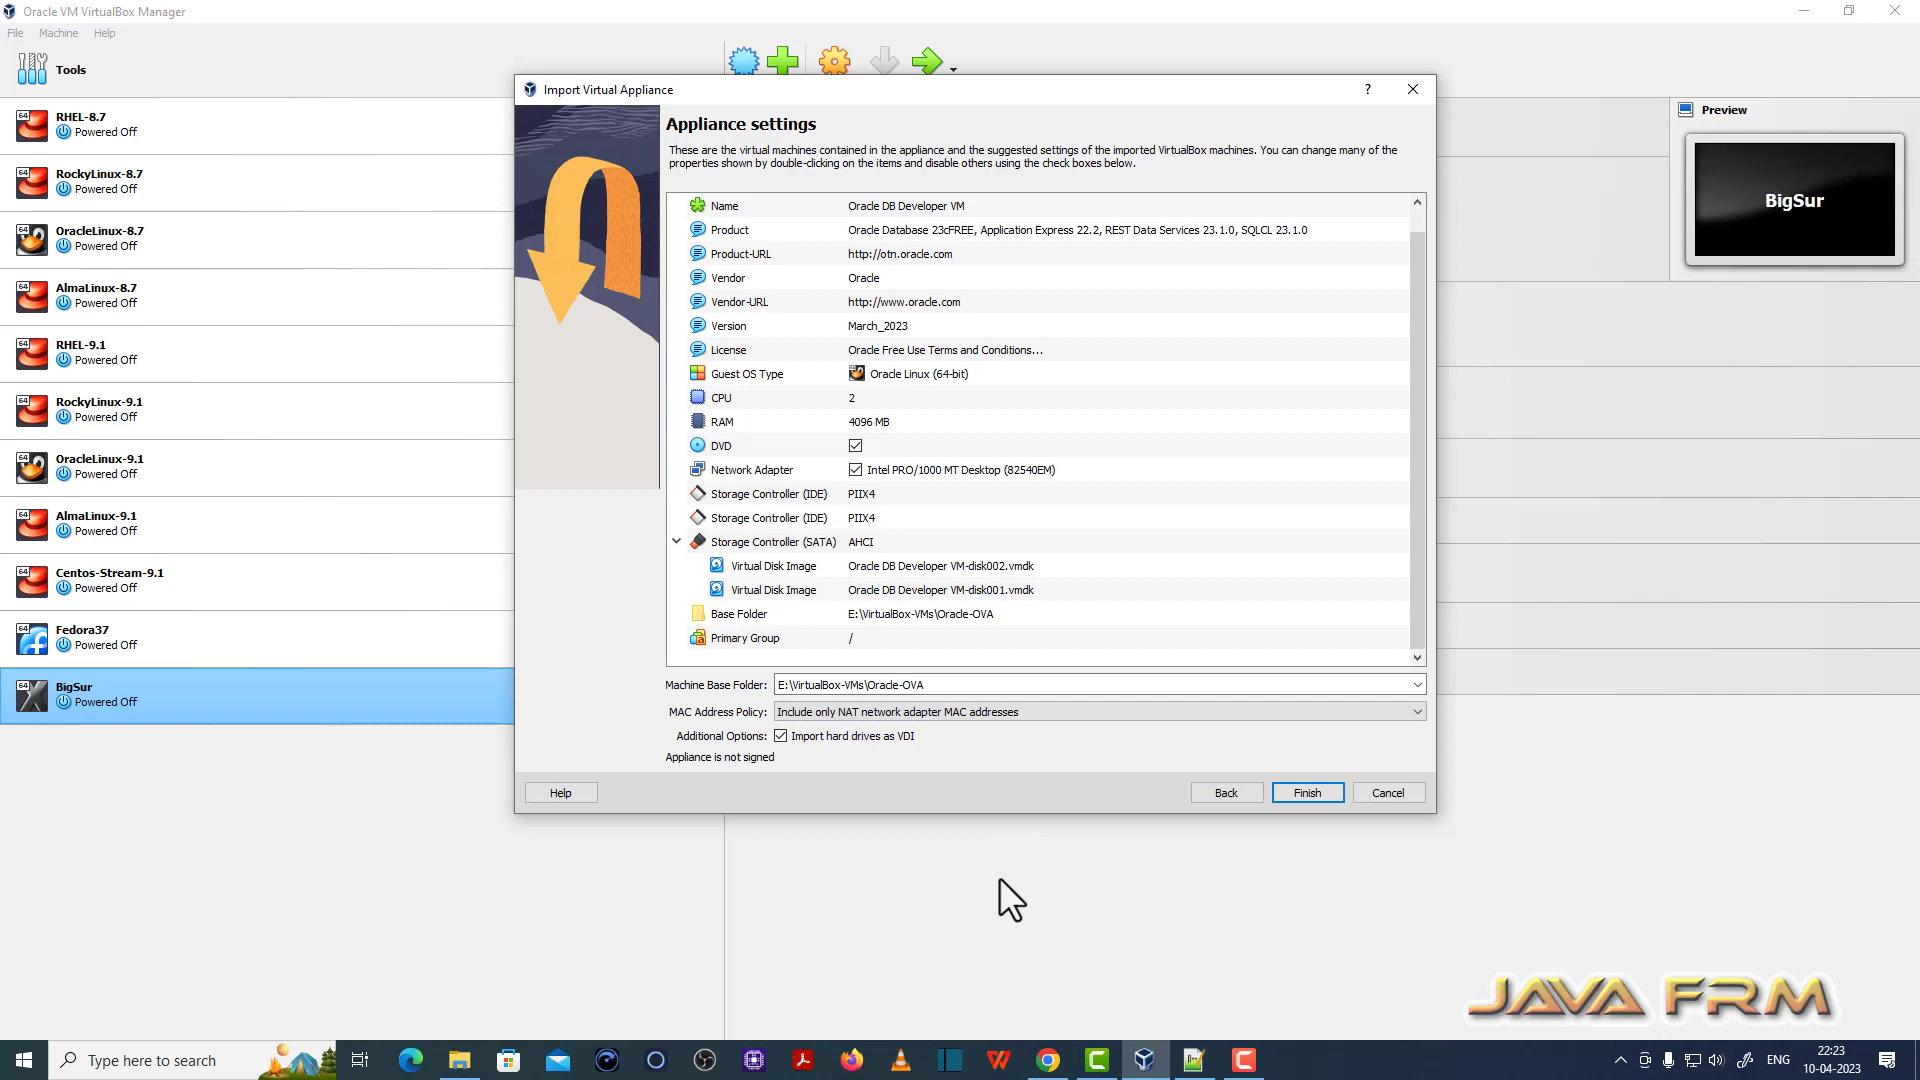 Oracle VM VirtualBox Manager
File Machine Help
Tools
64 RHEL-8.7
Powered Off
64 RockyLinux-8.7
Powered Off
64 OracleLinux-8.7
Powered Off
64 AlmaLinux-8.7
Powered Off
64 RHEL-9.1
Powered Off
64 RockyLinux-9.1
Powered Off
64 OracleLinux-9.1
Powered Off
64 AlmaLinux-9.1
Powered Off
64 Centos-Stream-9.1
Powered Off
64 Fedora37
Powered Off
64 BigSur
Powered Off
Import Virtual Appliance
?
Appliance settings
These are the virtual machines contained in the appliance and the suggested settings of the imported VirtualBox machines. You can change many of the
properties shown by double-clicking on the items and disable others using the check boxes below.
Name Oracle DB Developer VM
Product Oracle Database 23cFREE, Application Express 22.2, REST Data Services 23.1.0, SQLCL 23.1.0
Product-URL http://otn.oracle.com
Vendor Oracle
Vendor-URL http://www.oracle.com
Version March_2023
License Oracle Free Use Terms and Conditions...
Guest OS Type Oracle Linux (64-bit)
CPU 2
RAM 4096 MB
DVD
Network Adapter Intel PRO/1000 MT Desktop (82540EM)
Storage Controller (IDE) PIIX4
Storage Controller (IDE) PIIX4
Storage Controller (SATA) AHCI
Virtual Disk Image Oracle DB Developer VM-disk002.vmdk
Virtual Disk Image Oracle DB Developer VM-disk001.vmdk
Base Folder E:\VirtualBox-VMs\Oracle-OVA
Primary Group /
Machine Base Folder: E:\VirtualBox-VMs\Oracle-OVA
MAC Address Policy: Include only NAT network adapter MAC addresses
Additional Options: Import hard drives as VDI
Appliance is not signed
Help Back Finish Cancel
Preview
BigSur
JAVA FRM
Type here to search
ENG
22:23
10-04-2023